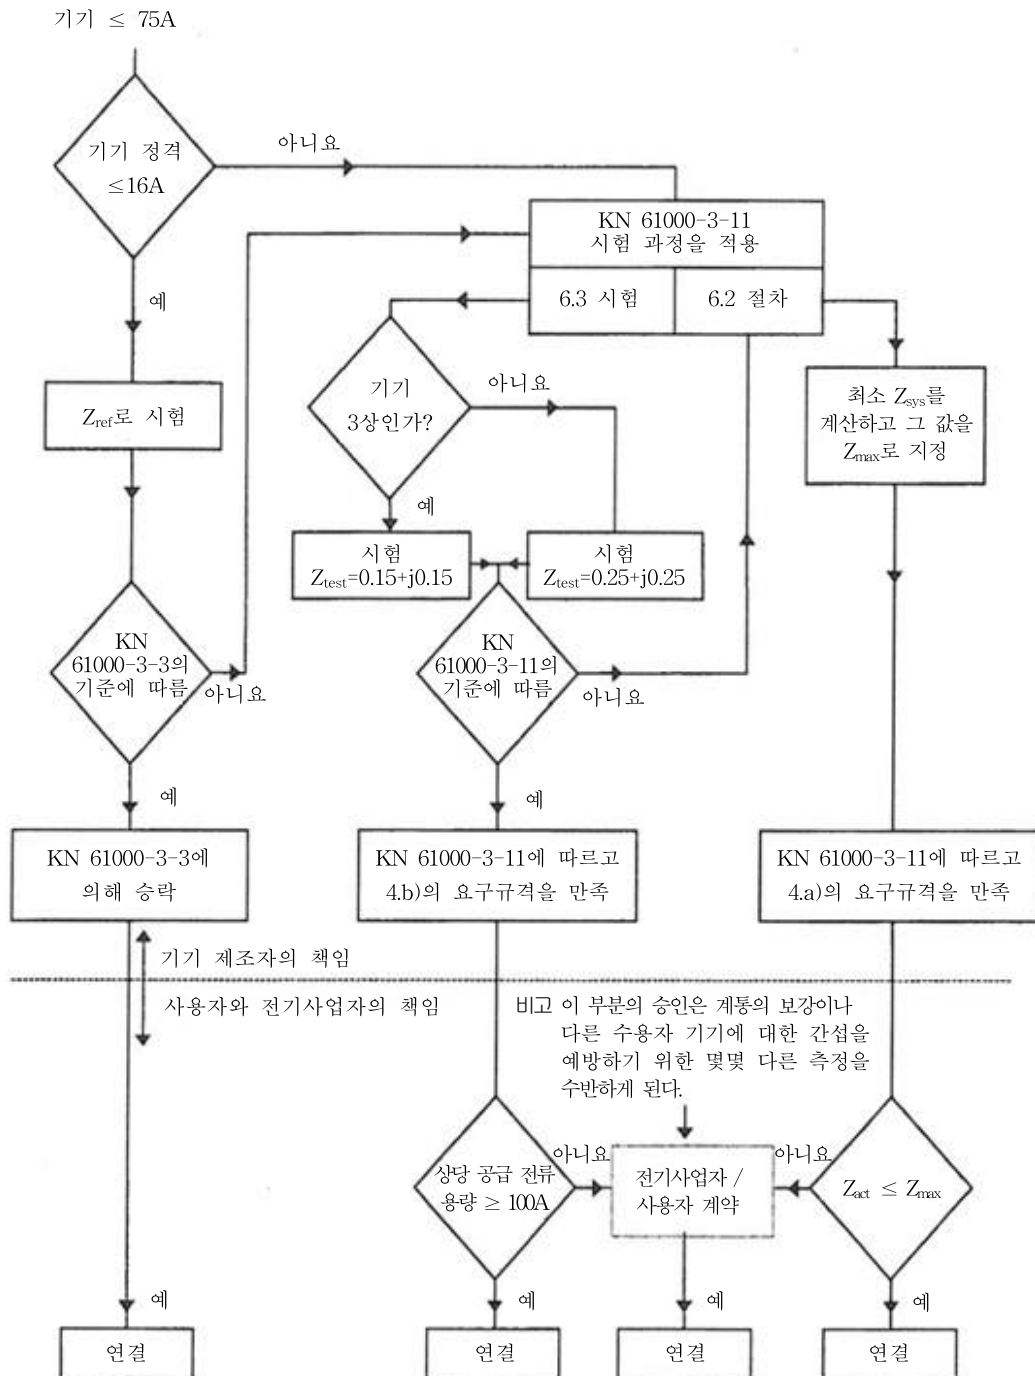 기기 ≤ 75A
기기 정격
≤16A
아니요
예
KN 61000-3-11
시험 과정을 적용
6.3 시험
6.2 절차
Zref로 시험
기기
3상인가?
아니요
예
최소 Zsys를
계산하고 그 값을
Zmax로 지정
시험
Ztest=0.15+j0.15
시험
Ztest=0.25+j0.25
KN
61000-3-3의
기준에 따름
아니요
예
KN
61000-3-11의
기준에 따름
아니요
예
KN 61000-3-3에
의해 승락
KN 61000-3-11에 따르고
4.b)의 요구규격을 만족
KN 61000-3-11에 따르고
4.a)의 요구규격을 만족
기기 제조자의 책임
사용자와 전기사업자의 책임
비고 이 부분의 승인은 계통의 보강이나
다른 수용자 기기에 대한 간섭을
예방하기 위한 몇몇 다른 측정을
수반하게 된다.
상당 공급 전류
용량 ≥ 100A
아니요
전기사업자 /
사용자 계약
아니요
Zact ≤ Zmax
예
예
예
예
연결
연결
연결
연결